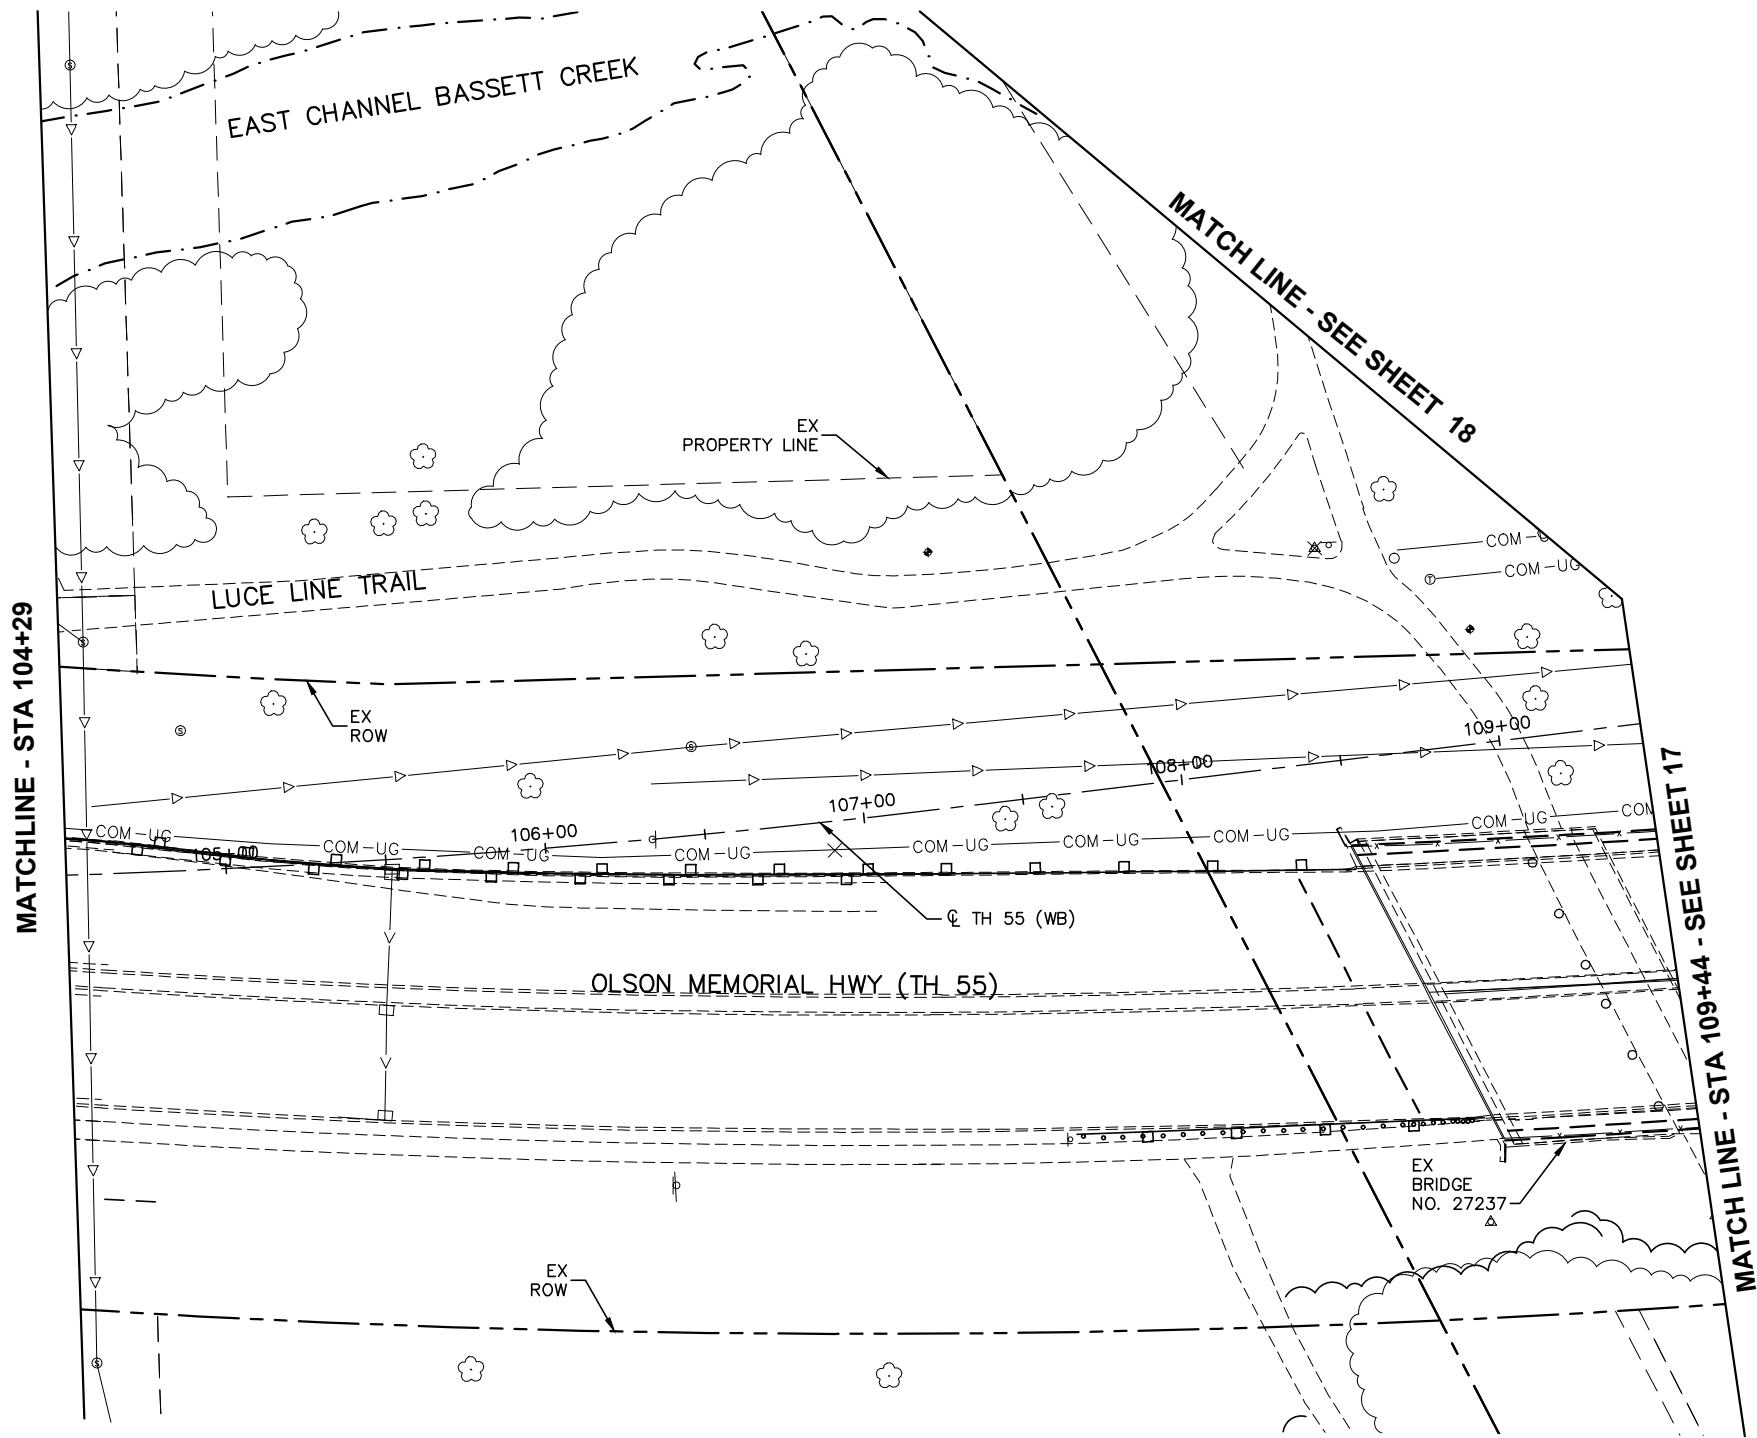 EAST CHANNEL BASSETT CREEK
MATCH LINE - SEE SHEET 18
EX
PROPERTY LINE
COM-U
COM-UG
LUCE LINE TRAIL
MATCHLINE - STA 104+29
EX
ROW
109+00
108+00
107+00
106+00
105+00
COM-UG
COM-UG
COM-UG
COM-UG
COM-UG
COM-UG
COM-UG
COM-UG
COM
℄ TH 55 (WB)
OLSON MEMORIAL HWY (TH 55)
MATCH LINE - STA 109+44 - SEE SHEET 17
EX
BRIDGE
NO. 27237
EX
ROW